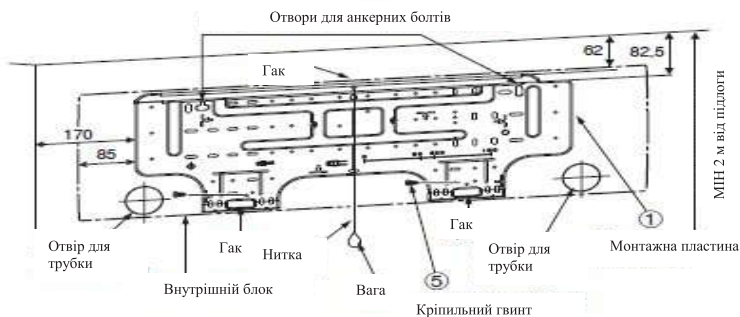 Отвори для анкерних болтів
62
82,5
Гак
170
85
МІН 2 м від підлоги
1
Отвір для
трубки
Гак
Нитка
Гак
Отвір для
трубки
Монтажна пластина
5
Внутрішній блок
Вага
Кріпильний гвинт